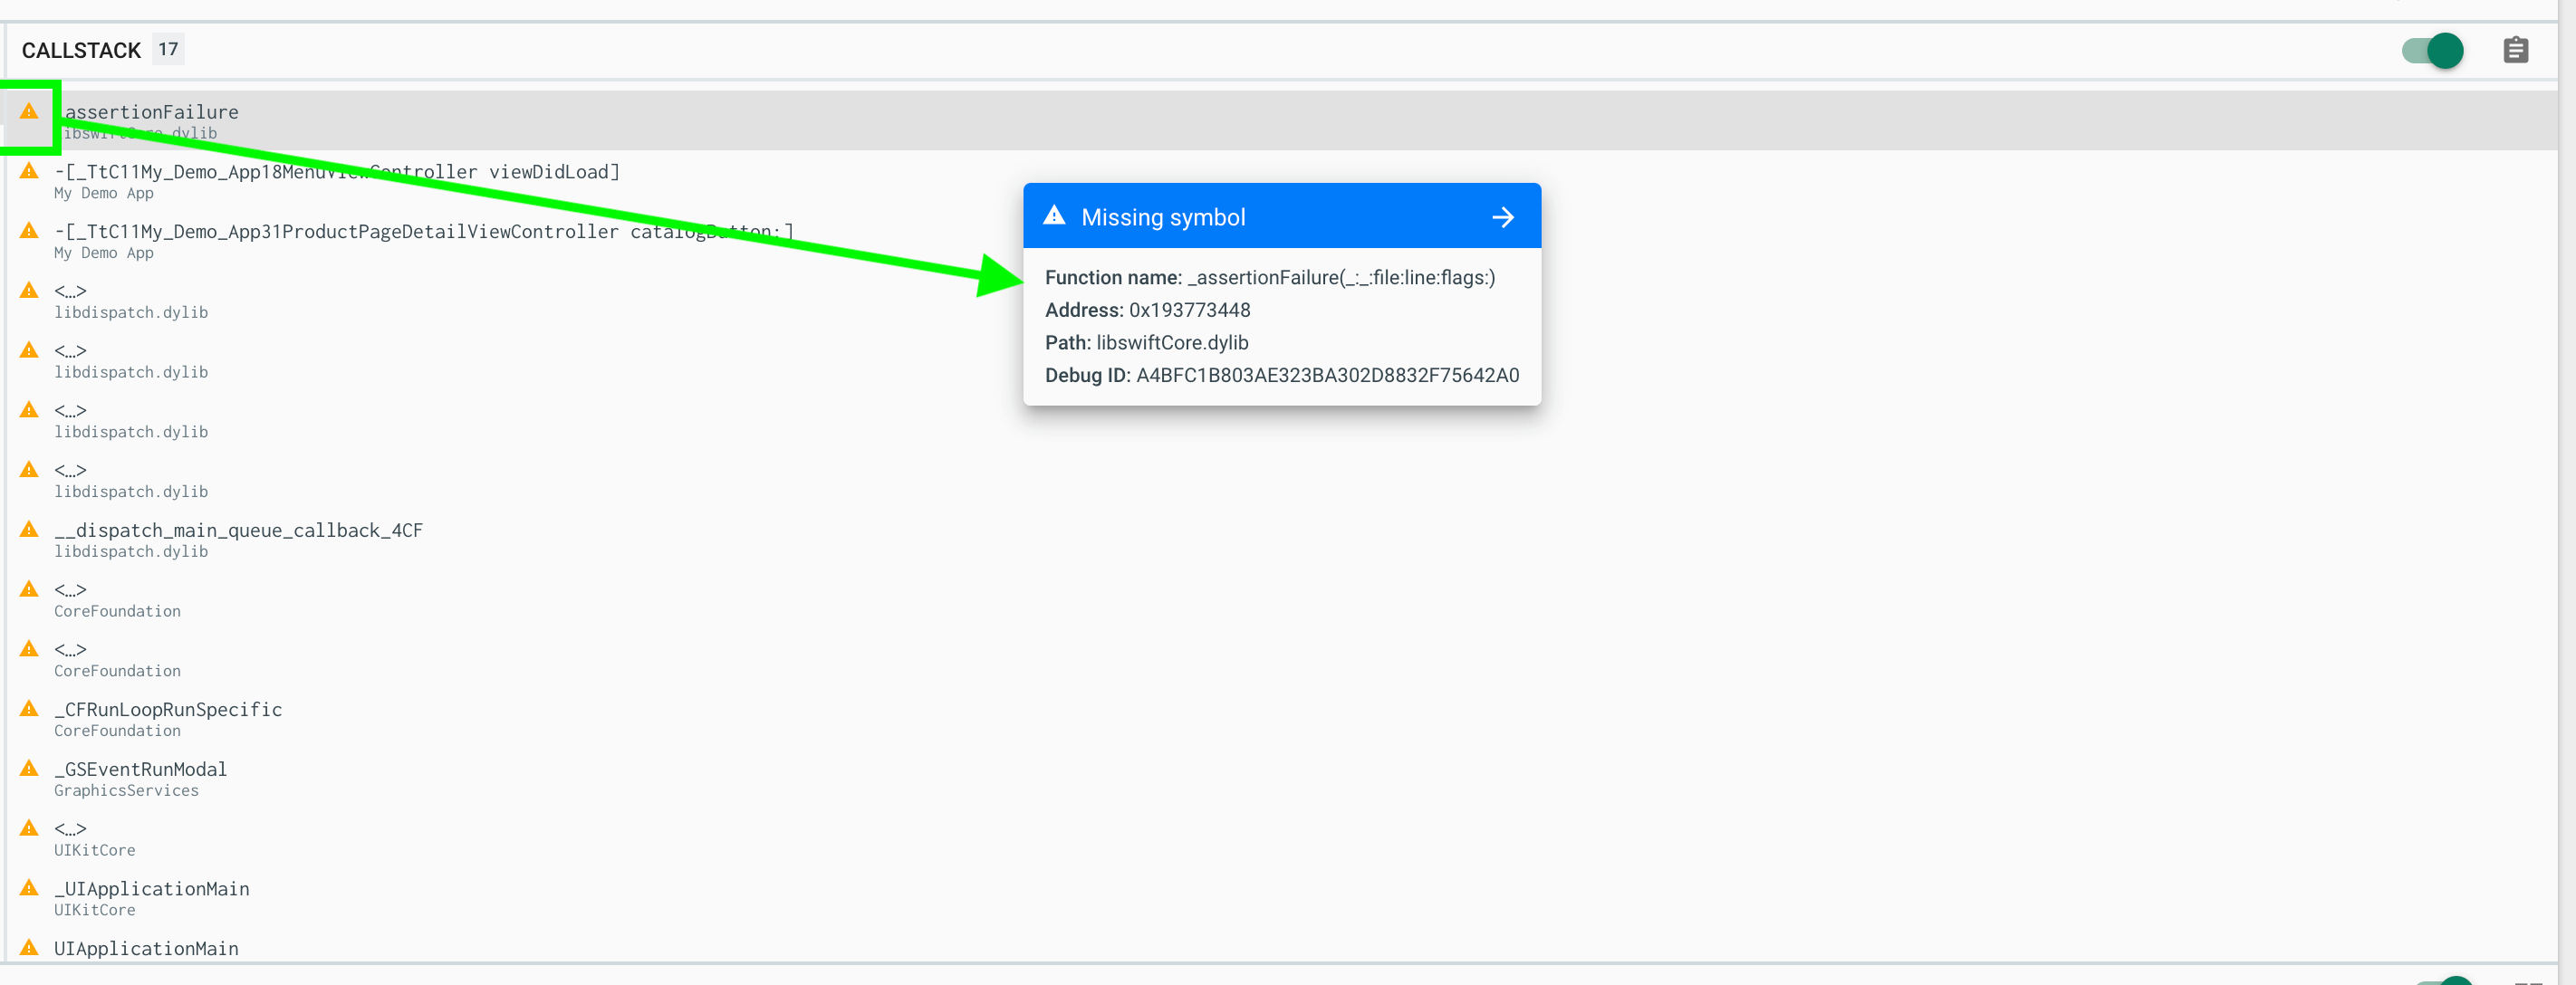 CALLSTACK 17
assertionFailure
libswiftCore.dylib
-[_TtC11My_Demo_App18MenuViewController viewDidLoad]
My Demo App
-[_TtC11My_Demo_App31ProductPageDetailViewController catalogButton:]
My Demo App
<…>
libdispatch.dylib
<…>
libdispatch.dylib
<…>
libdispatch.dylib
<…>
libdispatch.dylib
__dispatch_main_queue_callback_4CF
libdispatch.dylib
<…>
CoreFoundation
<…>
CoreFoundation
_CFRunLoopRunSpecific
CoreFoundation
_GSEventRunModal
GraphicsServices
<…>
UIKitCore
_UIApplicationMain
UIKitCore
UIApplicationMain
Missing symbol
Function name: _assertionFailure(_:_:file:line:flags:)
Address: 0x193773448
Path: libswiftCore.dylib
Debug ID: A4BFC1B803AE323BA302D8832F75642A0